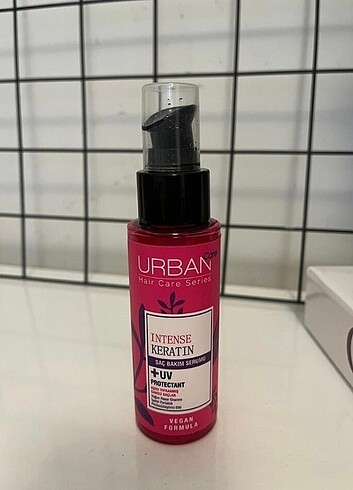 URBAN Care
Hair Care Series
INTENSE
KERATIN
SAÇ BAKIM SERUMU
+UV
PROTECTANT
VEGAN
FORMULA